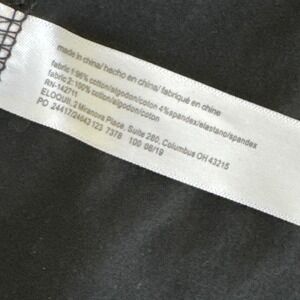 made in china/ hecho en china/ fabriqué en chine
fabric 1:96% cotton/algodon/coton 4%spandex/elastano/spandex
fabric 2:100% cotton/algodon/coton
RN-142711
ELOQUII, 2 Miranova Place, Suite 260, Columbus OH 43215
PO 24417/24643 123 7378 100 06/19